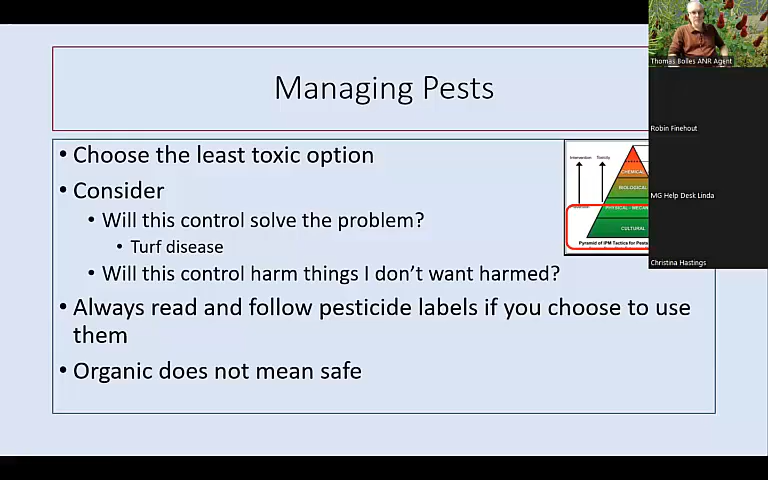 Thomas Bolles ANR Agent
Robin Finehout
MG Help Desk Linda
Christina Hastings
Managing Pests
• Choose the least toxic option
• Consider
• Will this control solve the problem?
• Turf disease
• Will this control harm things I don’t want harmed?
• Always read and follow pesticide labels if you choose to use
them
• Organic does not mean safe
Intervention Toxicity
CHEMICAL
BIOLOGICAL
CULTURAL
Pyramid of IPM Tactics for Pests